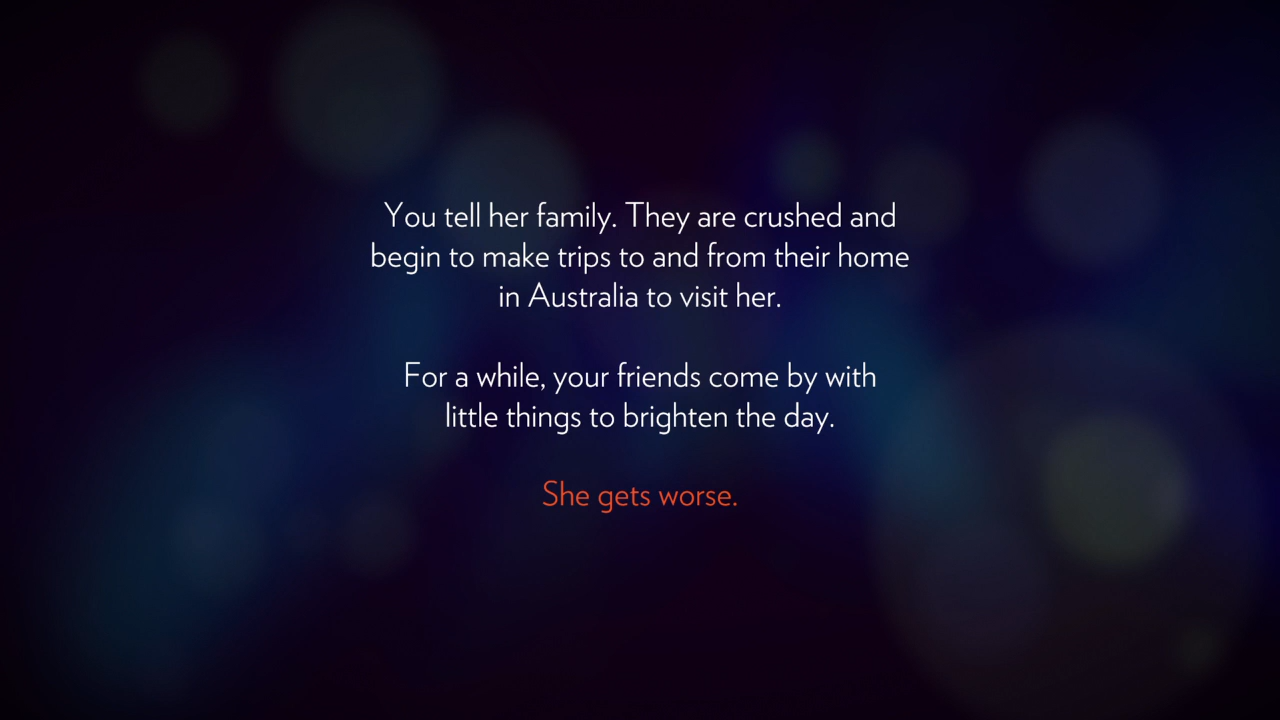 You tell her family. They are crushed and
begin to make trips to and from their home
in Australia to visit her.
For a while, your friends come by with
little things to brighten the day.
She gets worse.